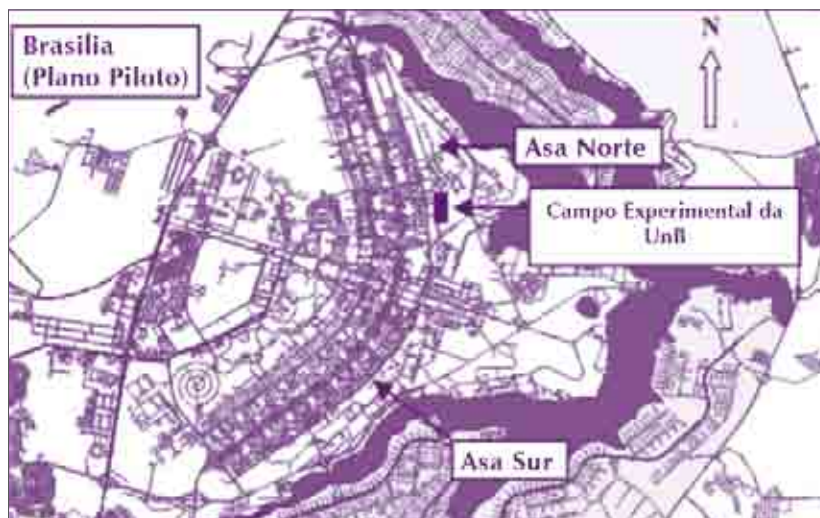 Brasilia
(Plano Piloto)
N
Asa Norte
Campo Experimental da
UnB
Asa Sur